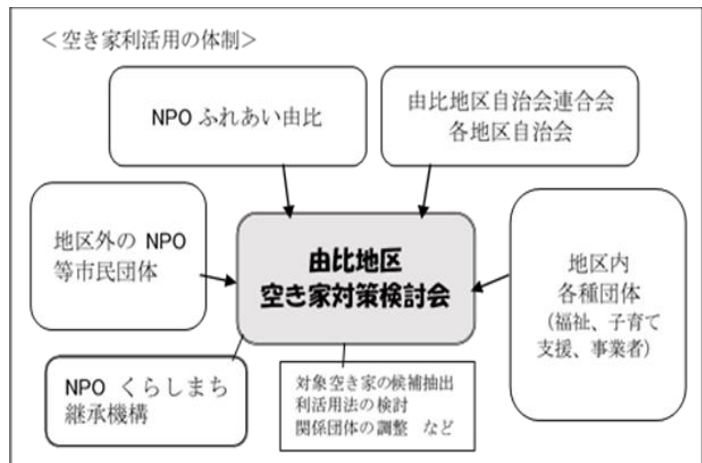 ＜空き家利活用の体制＞
NPO ふれあい由比
由比地区自治会連合会
各地区自治会
地区外の NPO
等市民団体
由比地区
空き家対策検討会
地区内
各種団体
（福祉、子育て
支援、事業者）
NPO くらしまち
継承機構
対象空き家の候補抽出
利活用法の検討
関係団体の調整　など